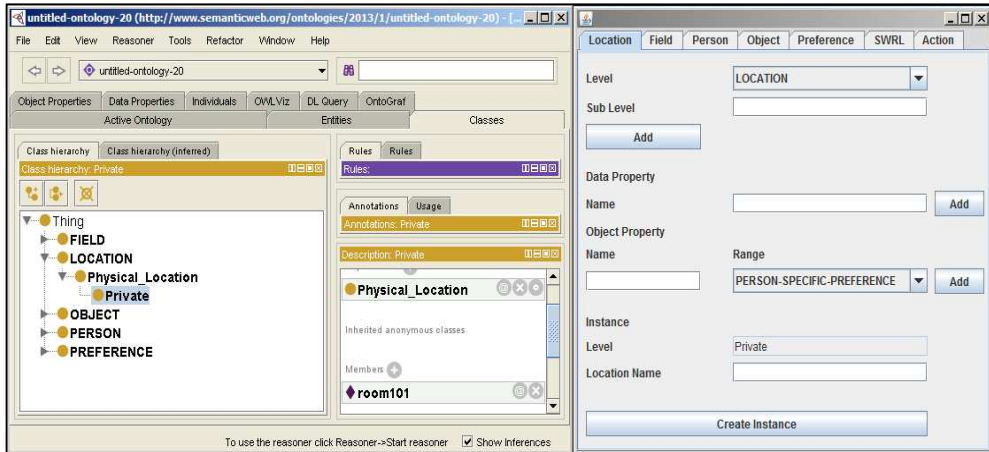 untitled-ontology-20 (http://www.semanticweb.org/ontologies/2013/1/untitled-ontology-20) - [...
File Edit View Reasoner Tools Refactor Window Help
untitled-ontology-20
Object Properties Data Properties Individuals OWLViz DL Query OntoGraf
Active Ontology Entities Classes
Class hierarchy Class hierarchy (inferred)
Class hierarchy: Private
Thing
FIELD
LOCATION
Physical_Location
Private
OBJECT
PERSON
PREFERENCE
Rules Rules
Rules:
Annotations Usage
Annotations: Private
Description: Private
Physical_Location
Inherited anonymous classes
Members
room101
To use the reasoner click Reasoner->Start reasoner Show Inferences
Location Field Person Object Preference SWRL Action
Level LOCATION
Sub Level
Add
Data Property
Name Add
Object Property
Name Range
PERSON-SPECIFIC-PREFERENCE Add
Instance
Level Private
Location Name
Create Instance